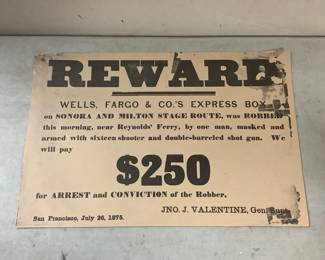 REWARD
WELLS, FARGO & CO.'S EXPRESS BOX
on SONORA AND MILTON STAGE ROUTE, was ROBBED
this morning, near Reynolds' Ferry, by one man, masked and
armed with sixteen shooter and double-barreled shot gun. We
will pay
$250
for ARREST and CONVICTION of the Robber.
JNO. J. VALENTINE, Gen. Supt.
San Francisco, July 26, 1875.